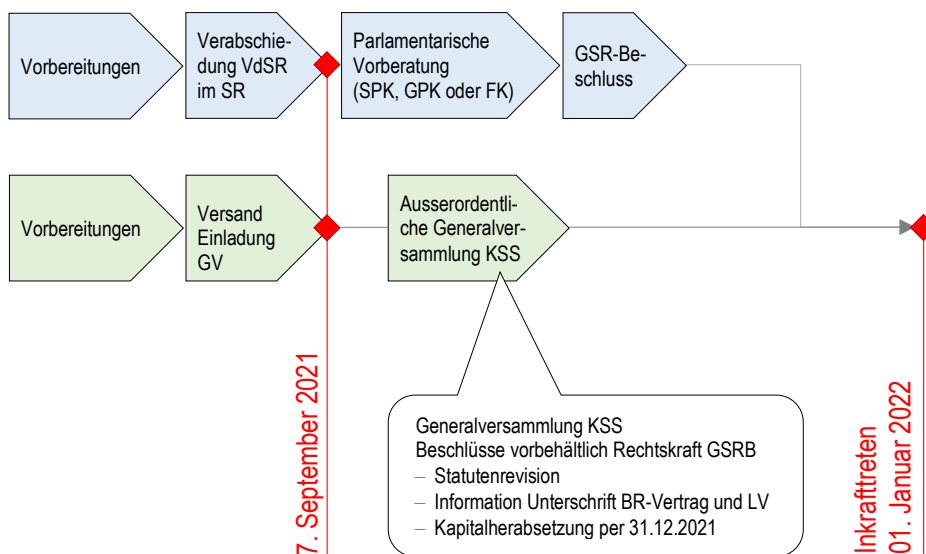 Vorbereitungen
Verabschie-
dung VdSR
im SR
Parlamentarische
Vorberatung
(SPK, GPK oder FK)
GSR-Be-
schluss
Vorbereitungen
Versand
Einladung
GV
Ausserordentli-
che Generalver-
sammlung KSS
Generalversammlung KSS
Beschlüsse vorbehältlich Rechtskraft GSRB
– Statutenrevision
– Information Unterschrift BR-Vertrag und LV
– Kapitalherabsetzung per 31.12.2021
7. September 2021
Inkrafttreten
01. Januar 2022